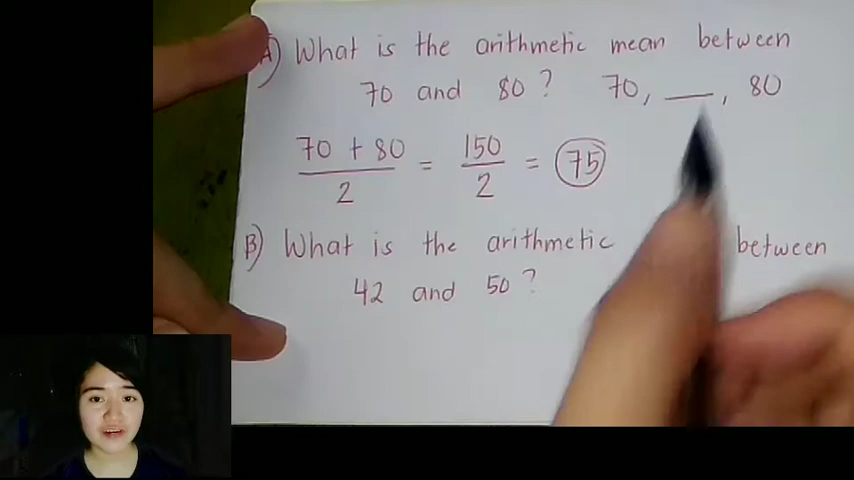 A) What is the arithmetic mean between
70 and 80? 70, __, 80
70 + 80 / 2 = 150 / 2 = 75
B) What is the arithmetic between
42 and 50?